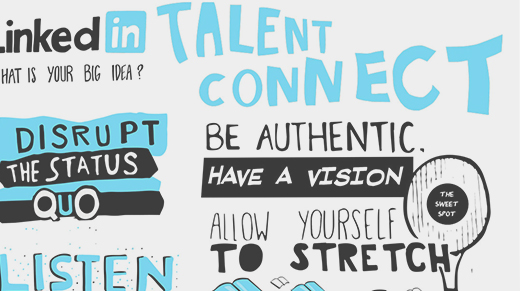 Linked in
HAT IS YOUR BIG IDEA?
TALENT
CONNECT
DISRUPT
THE STATUS
QUO
LISTEN
BE AUTHENTIC.
HAVE A VISION
ALLOW YOURSELF
TO STRETCH
THE
SWEET
SPOT